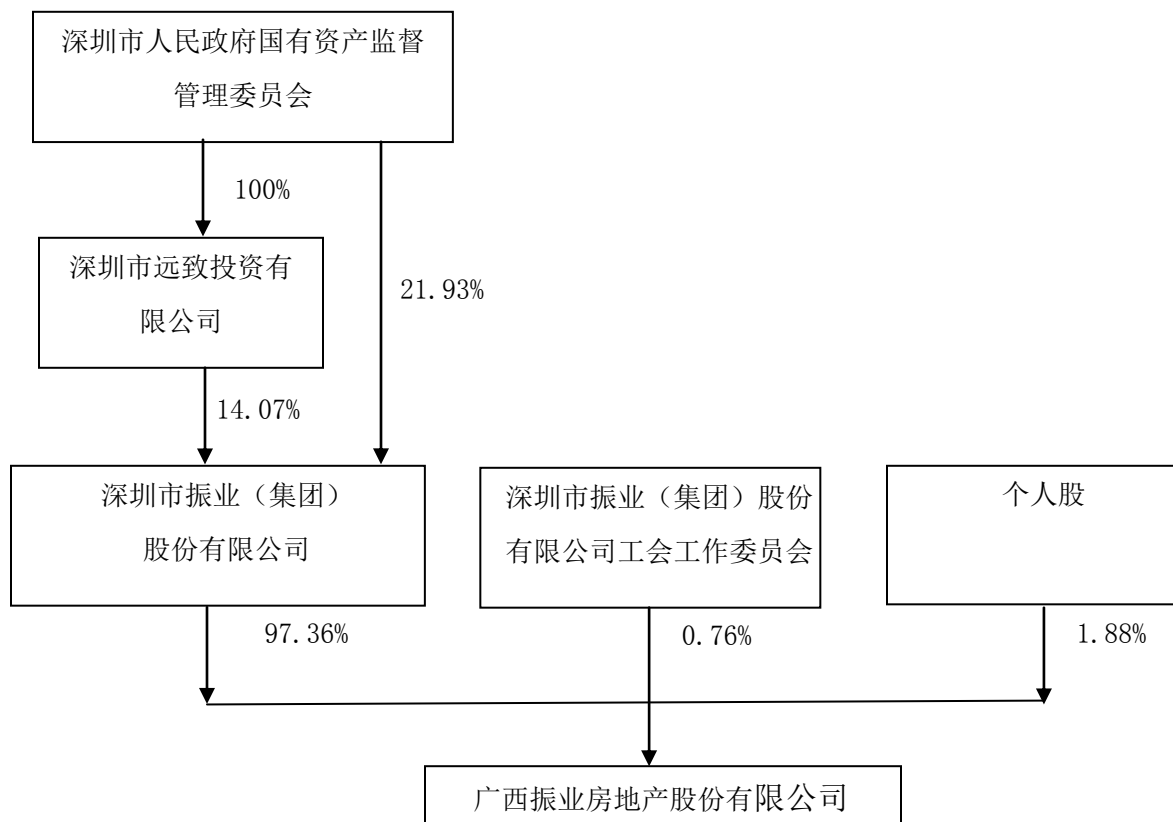 深圳市人民政府国有资产监督
管理委员会
100%
深圳市远致投资有
限公司
21.93%
14.07%
深圳市振业（集团）
股份有限公司
深圳市振业（集团）股份
有限公司工会工作委员会
个人股
97.36%
0.76%
1.88%
广西振业房地产股份有限公司